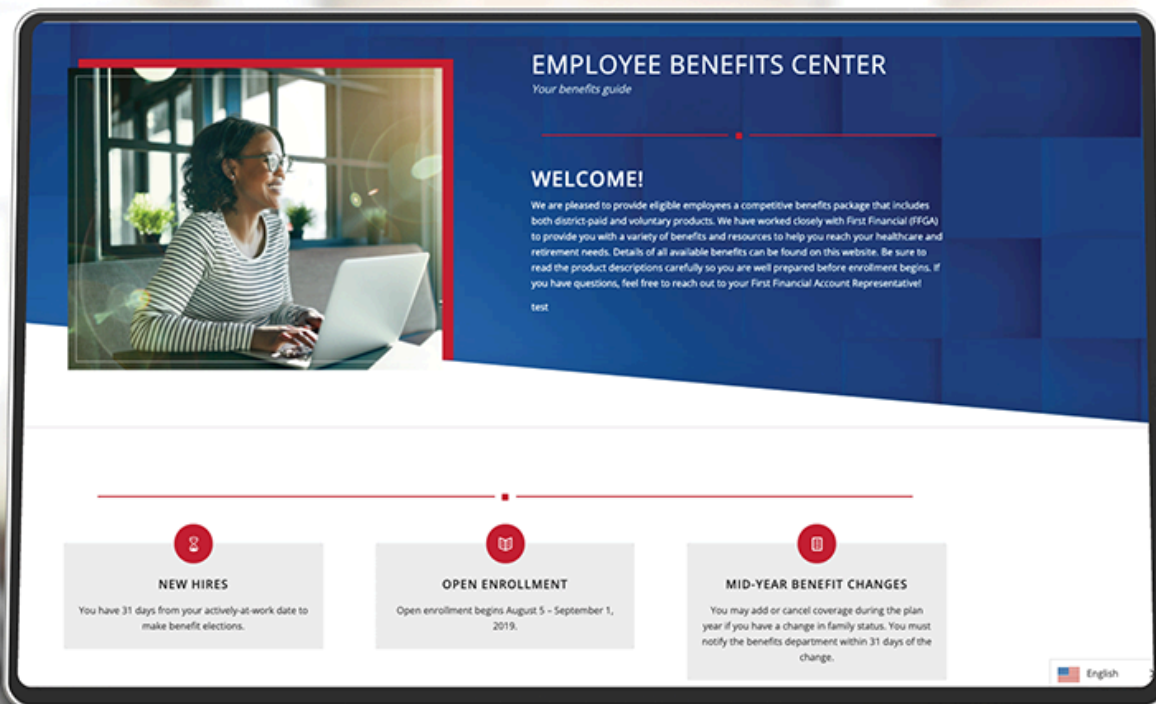 EMPLOYEE BENEFITS CENTER
Your benefits guide
WELCOME!
We are pleased to provide eligible employees a competitive benefits package that includes
both district-paid and voluntary products. We have worked closely with First Financial (FFGA)
to provide you with a variety of benefits and resources to help you reach your healthcare and
retirement needs. Details of all available benefits can be found on this website. Be sure to
read the product descriptions carefully so you are well prepared before enrollment begins. If
you have questions, feel free to reach out to your First Financial Account Representative!
test
NEW HIRES
You have 31 days from your actively-at-work date to
make benefit elections.
OPEN ENROLLMENT
Open enrollment begins August 5 – September 1,
2019.
MID-YEAR BENEFIT CHANGES
You may add or cancel coverage during the plan
year if you have a change in family status. You must
notify the benefits department within 31 days of the
change.
English